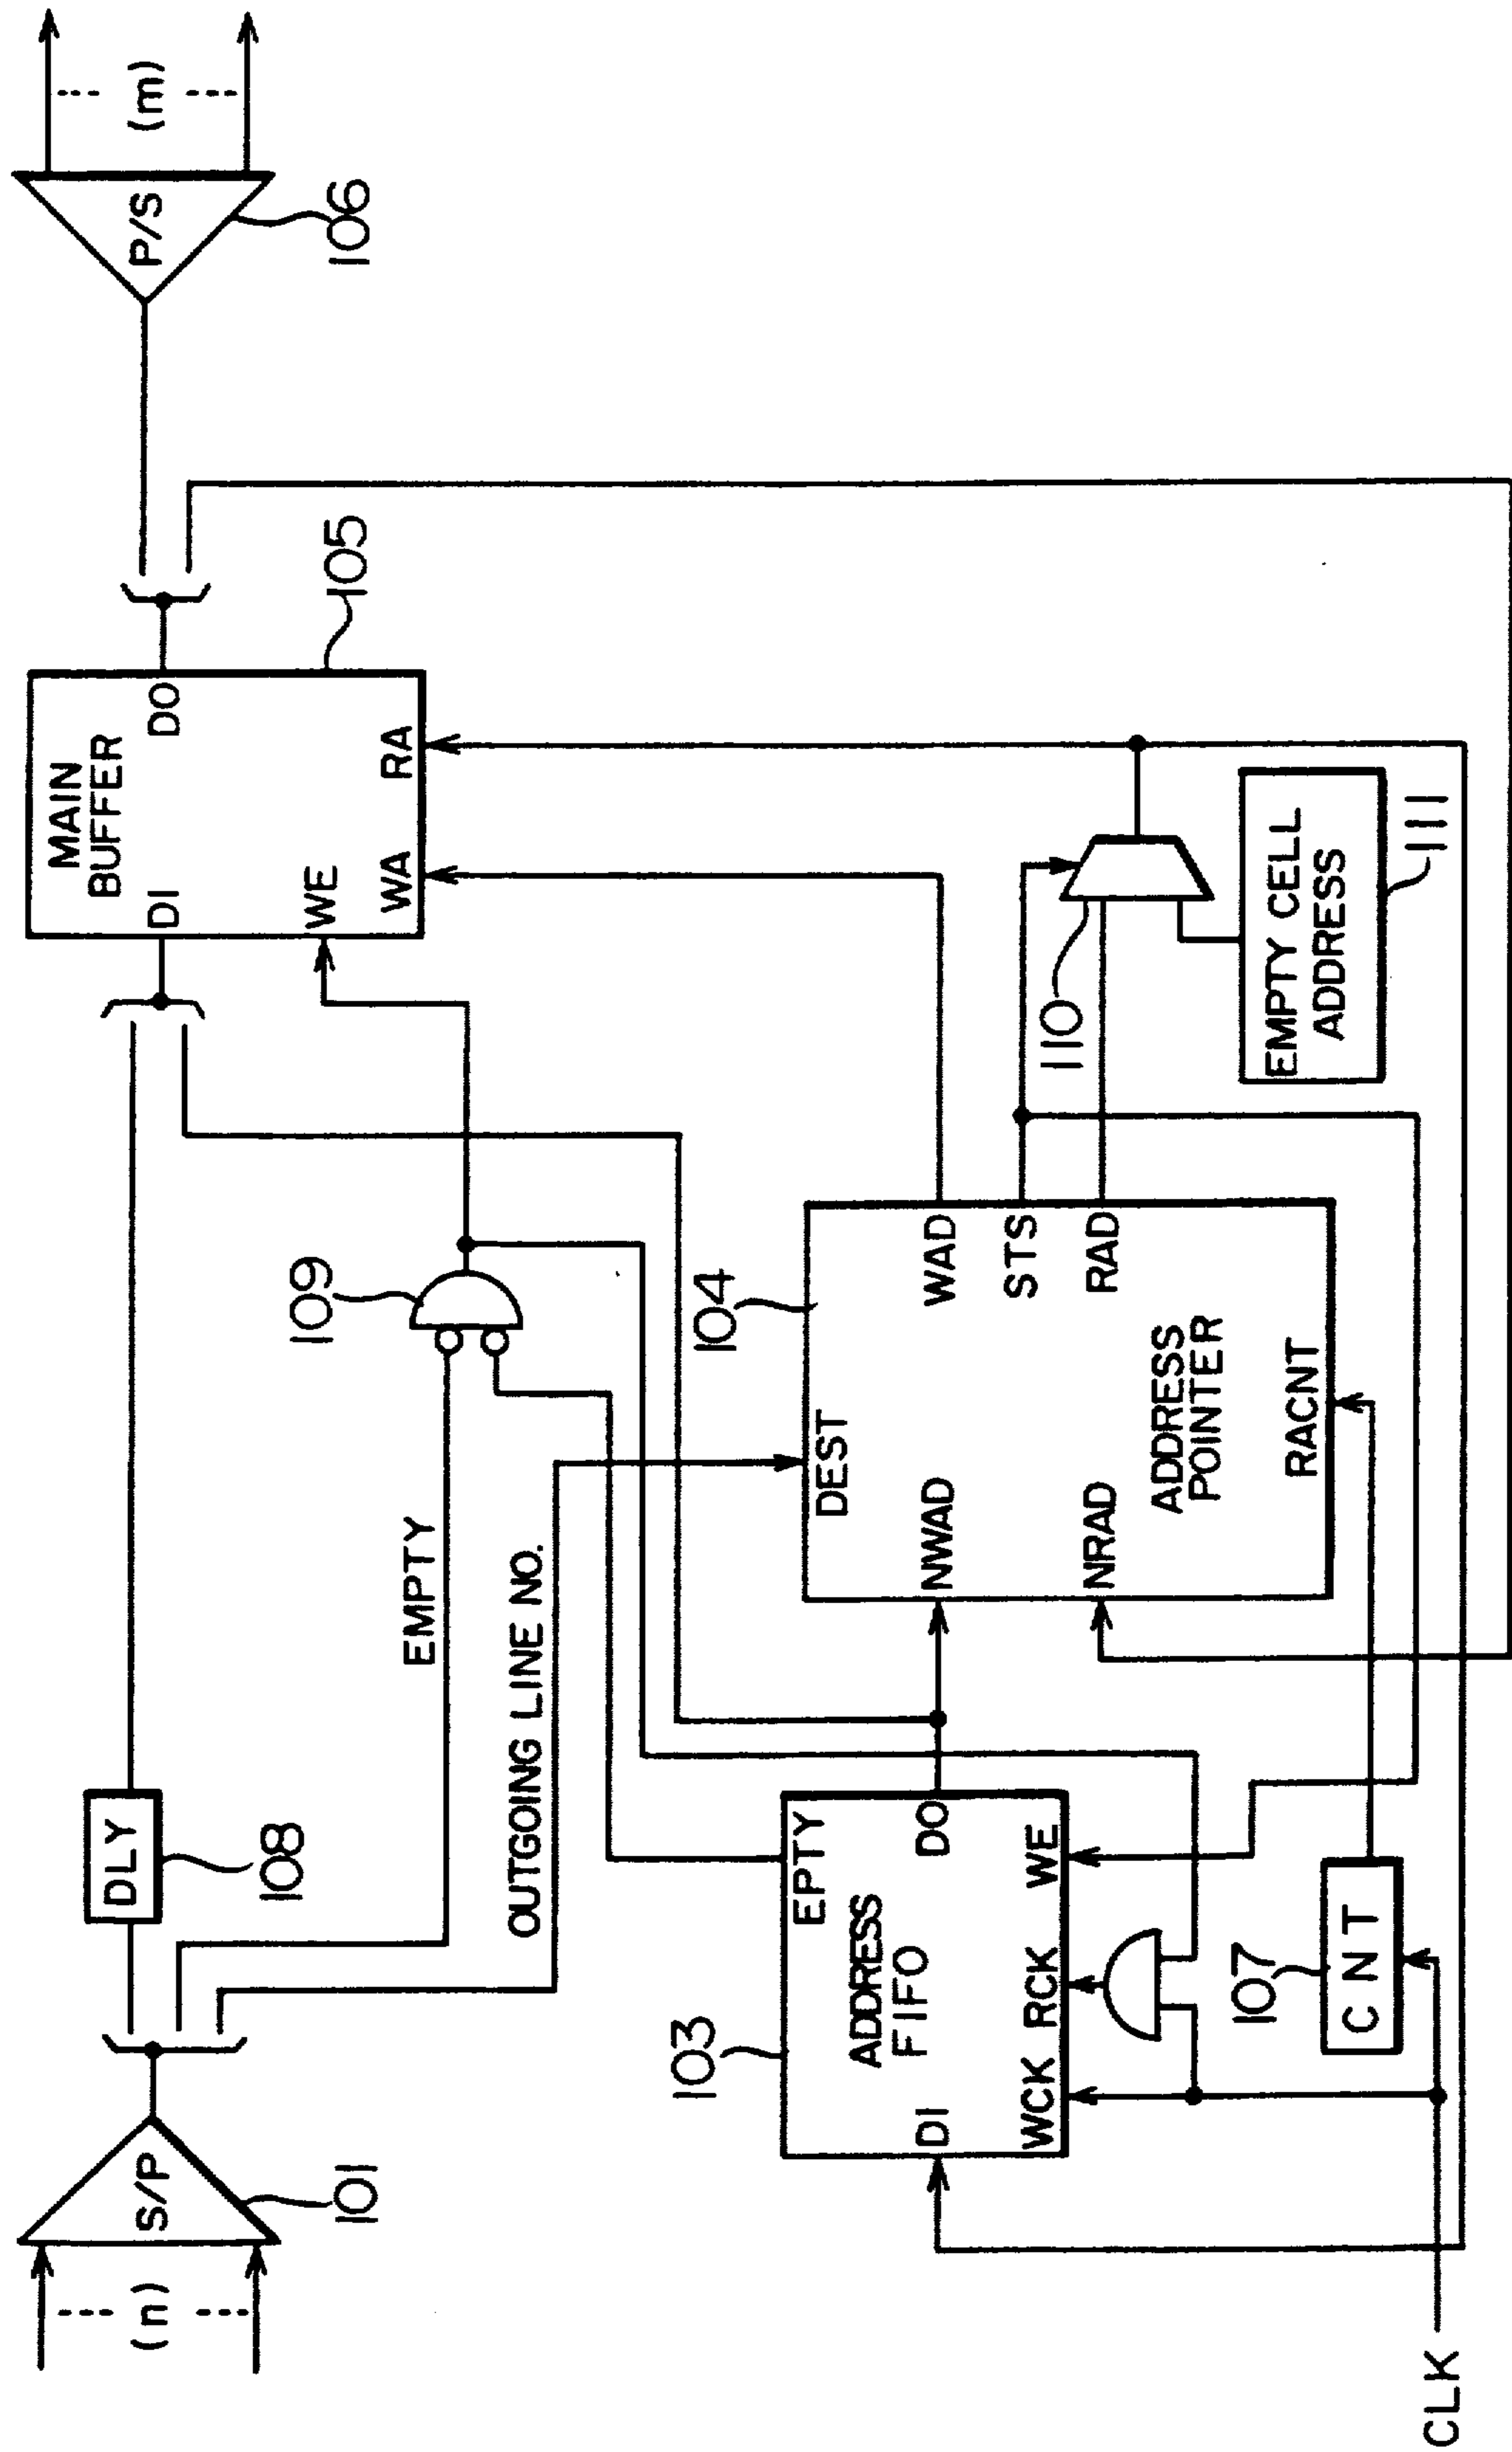 (n)
S/P
101
DLY
108
EMPTY
OUTGOING LINE NO.
109
MAIN
BUFFER
DI
DO
WE
WA
RA
105
P/S
106
(m)
103
ADDRESS
FIFO
EPTY
DI
DO
WCK
RCK
WE
104
DEST
NWAD
NRAD
ADDRESS
POINTER
RACNT
WAD
STS
RAD
110
EMPTY CELL
ADDRESS
111
107
CNT
CLK